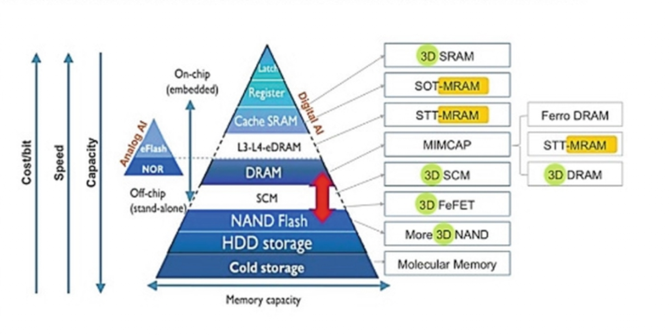 Cost/bit
Speed
Capacity
Analog AI
eFlash
NOR
On-chip
(embedded)
Off-chip
(stand-alone)
Latch
Register
Cache SRAM
L3-L4-eDRAM
DRAM
SCM
NAND Flash
HDD storage
Cold storage
Memory capacity
Digital AI
3D SRAM
SOT-MRAM
STT-MRAM
MIMCAP
3D SCM
3D FeFET
More 3D NAND
Molecular Memory
Ferro DRAM
STT-MRAM
3D DRAM